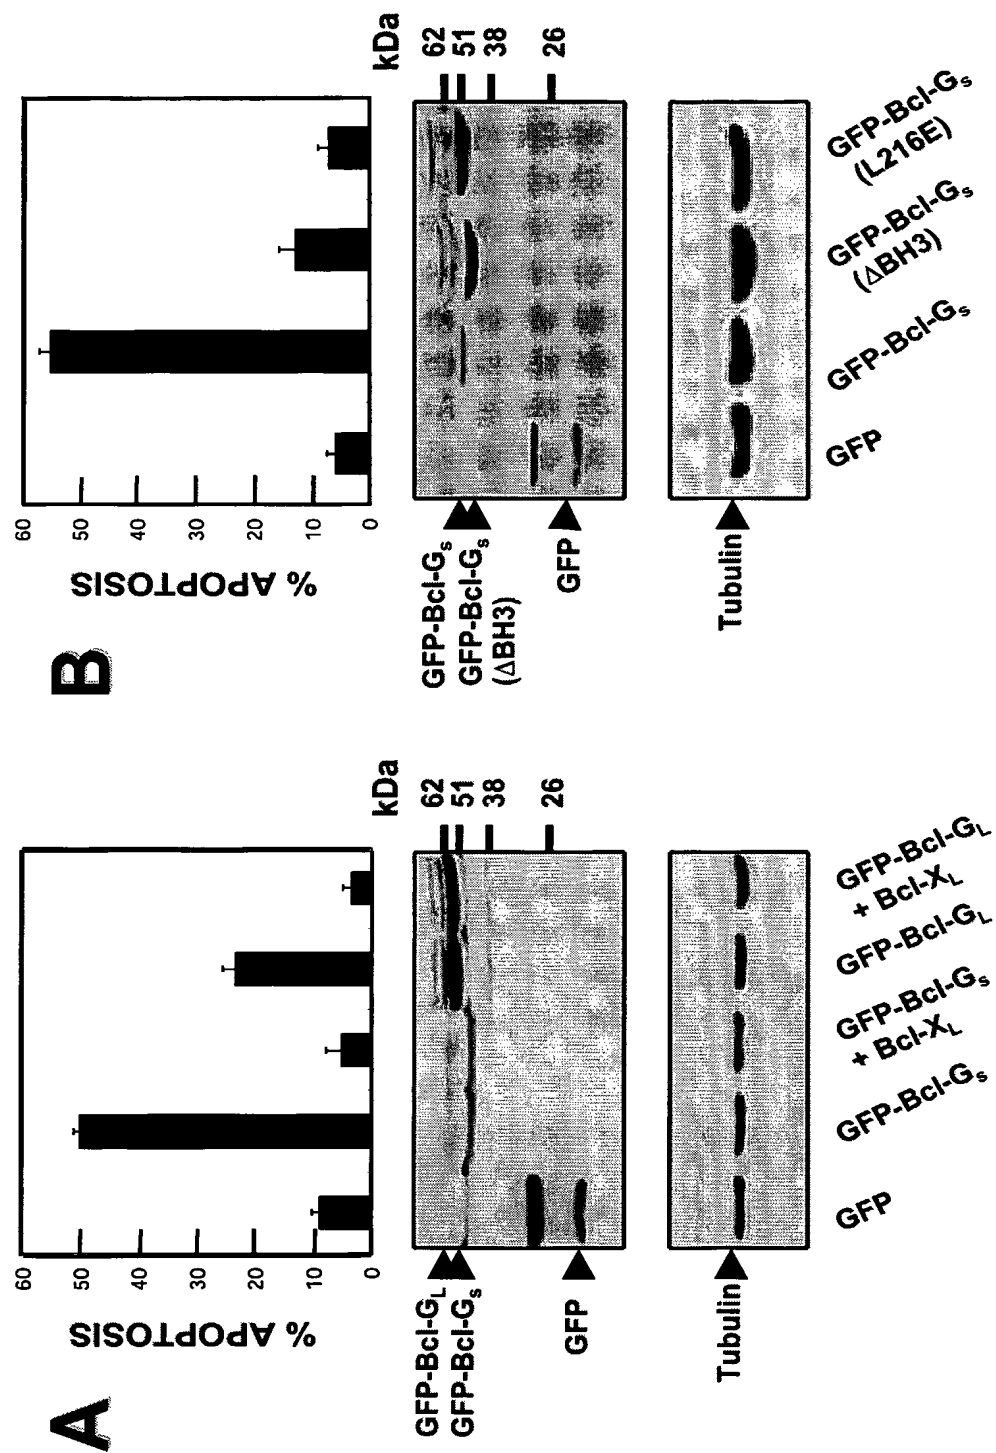 A
% APOPTOSIS
60
50
40
30
20
10
0
kDa
62
51
38
26
GFP-Bcl-GL
GFP-Bcl-Gs
GFP
Tubulin
GFP
GFP-Bcl-Gs
GFP-Bcl-Gs
+ Bcl-XL
GFP-Bcl-GL
GFP-Bcl-GL
+ Bcl-XL
B
% APOPTOSIS
60
50
40
30
20
10
0
kDa
62
51
38
26
GFP-Bcl-Gs
GFP-Bcl-Gs
(ΔBH3)
GFP
Tubulin
GFP
GFP-Bcl-Gs
GFP-Bcl-Gs
(ΔBH3)
GFP-Bcl-Gs
(L216E)